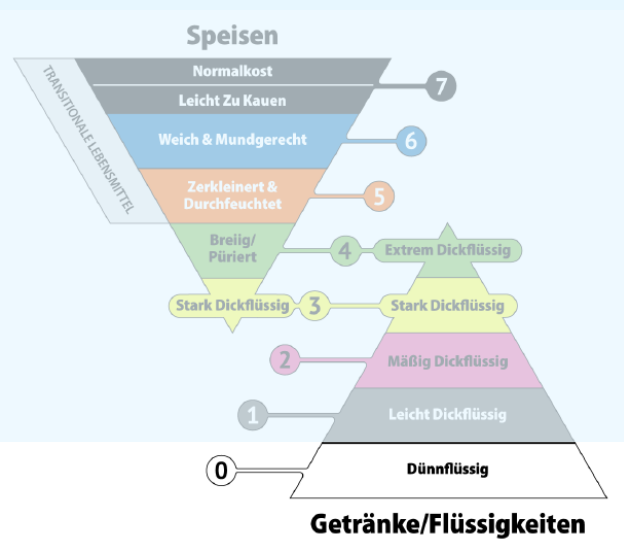 Speisen
Normalkost
Leicht Zu Kauen
7
TRANSITIONALE LEBENSMITTEL
Weich & Mundgerecht
6
Zerkleinert &
Durchfeuchtet
5
Breiig/
Püriert
4
Extrem Dickflüssig
Stark Dickflüssig
3
Stark Dickflüssig
2
Mäßig Dickflüssig
1
Leicht Dickflüssig
0
Dünnflüssig
Getränke/Flüssigkeiten